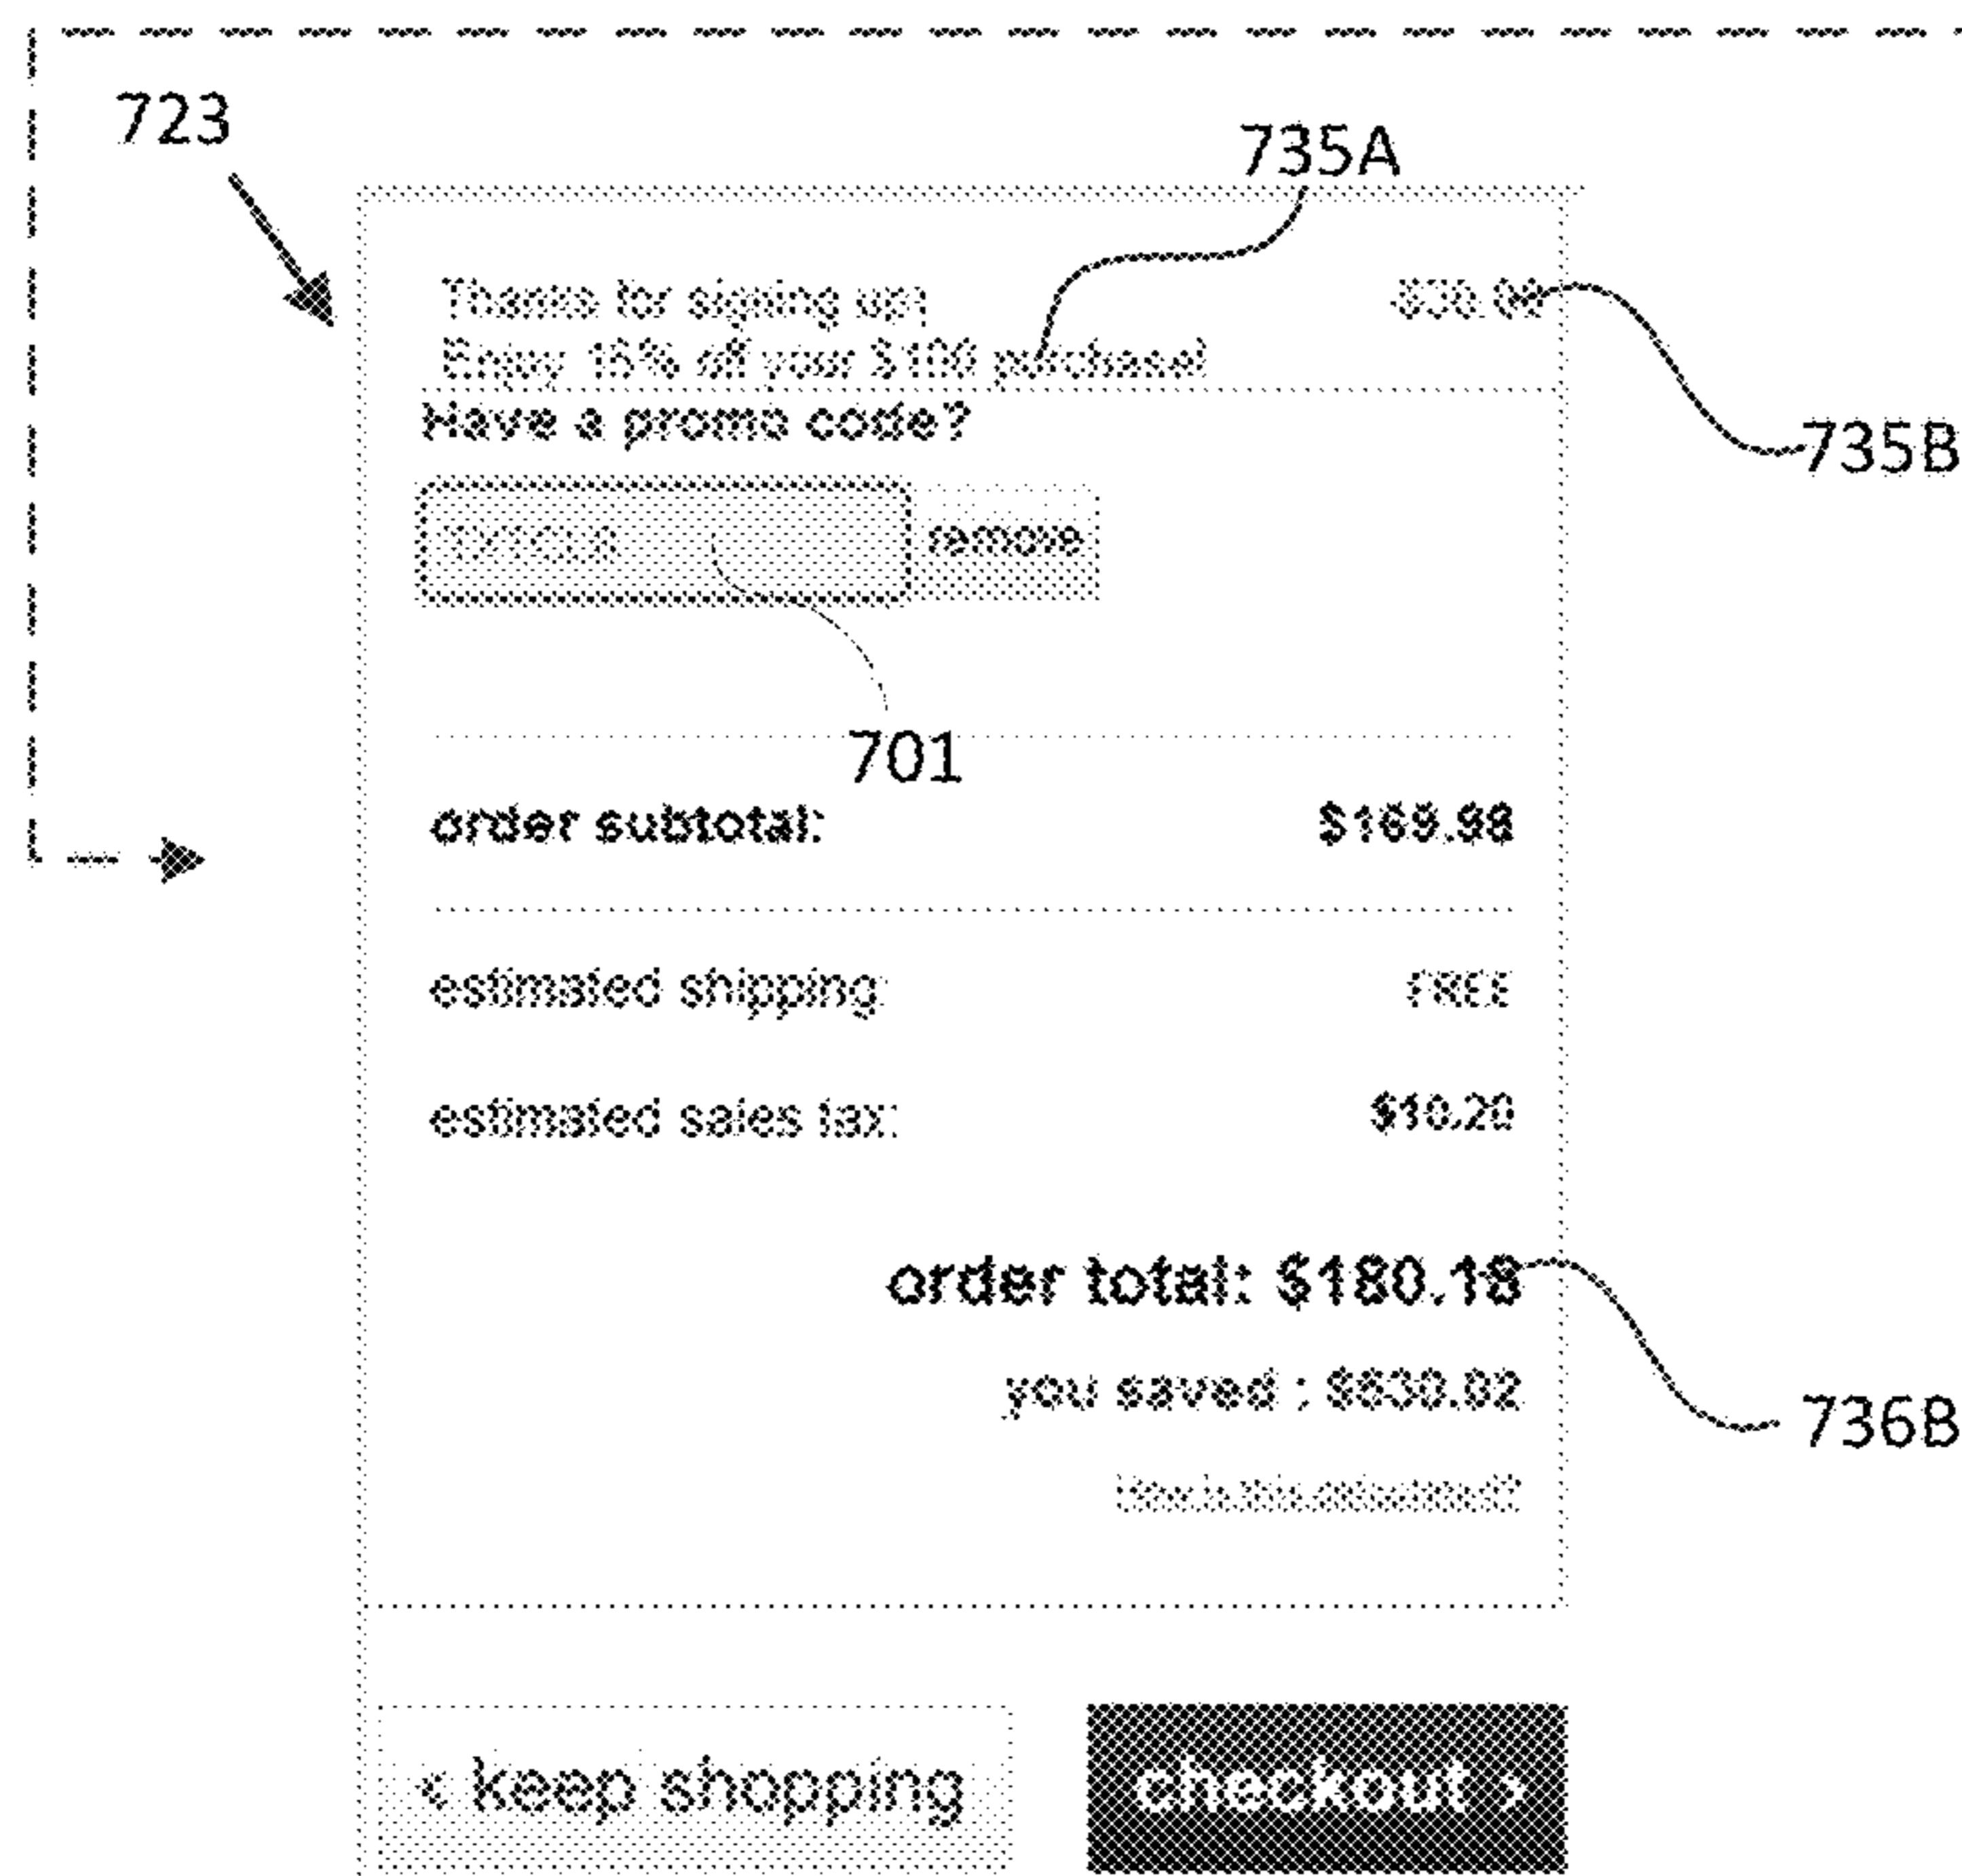 723
735A
Thanks for signing up!
Enjoy 15% off your $100 purchase!
735B
Have a promo code?
remove
701
order subtotal: $169.98
estimated shipping: FREE
estimated sales tax: $10.20
order total: $180.18
you saved : $630.02
736B
< keep shopping checkout >